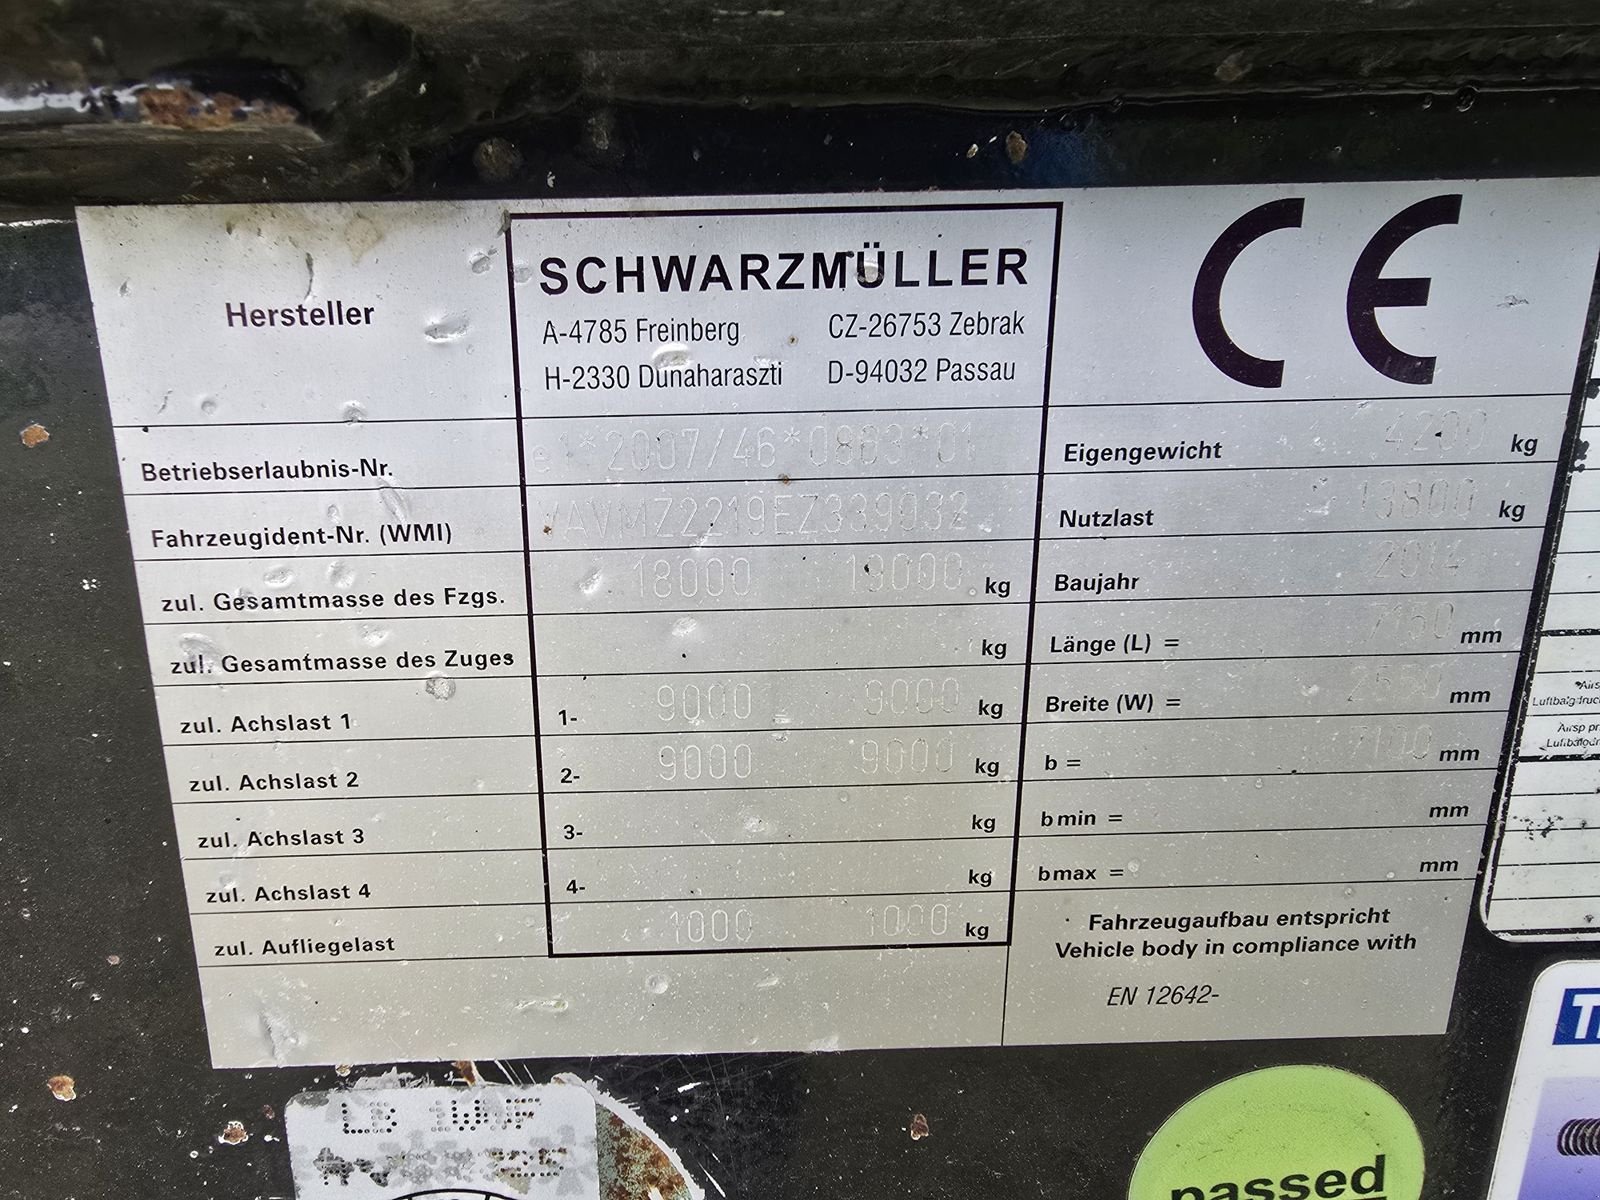 Hersteller
SCHWARZMÜLLER
A-4785 Freinberg CZ-26753 Zebrak
H-2330 Dunaharaszti D-94032 Passau
CE
Betriebserlaubnis-Nr. e1*2007/46*0883*01
Eigengewicht 4200 kg
Fahrzeugident-Nr. (WMI) VAVMZ2219EZ339032
Nutzlast 13800 kg
zul. Gesamtmasse des Fzgs. 18000 19000 kg
Baujahr 2014
zul. Gesamtmasse des Zuges kg
Länge (L) = 7150 mm
zul. Achslast 1 1- 9000 9000 kg
Breite (W) = mm
zul. Achslast 2 2- 9000 9000 kg
b = 7100 mm
zul. Achslast 3 3- kg
bmin = mm
zul. Achslast 4 4- kg
bmax = mm
zul. Aufliegelast 1000 1000 kg
Fahrzeugaufbau entspricht
Vehicle body in compliance with
EN 12642-
passed